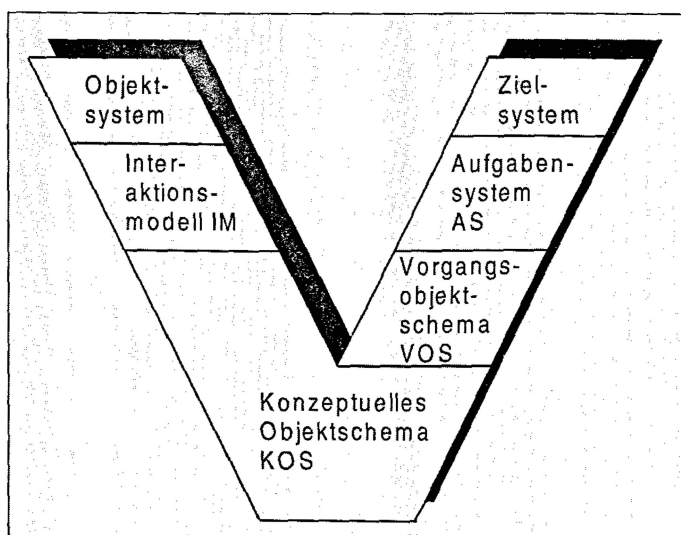 Objekt-
system
Inter-
aktions-
modell IM
Ziel-
system
Aufgaben-
system
AS
Vorgangs-
objekt-
schema
VOS
Konzeptuelles
Objektschema
KOS